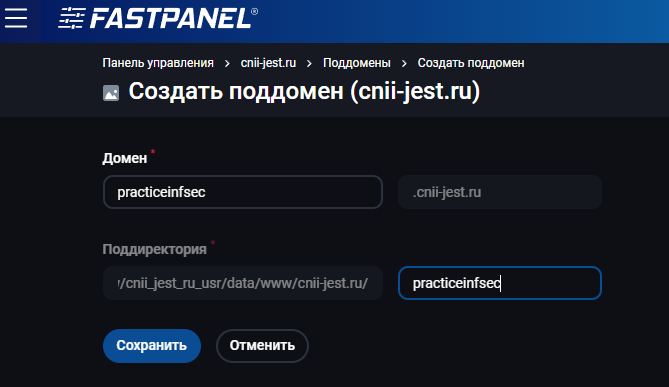 FASTPANEL®
Панель управления > cnii-jest.ru > Поддомены > Создать поддомен
Создать поддомен (cnii-jest.ru)
Домен *
practiceinfsec .cnii-jest.ru
Поддиректория *
/cnii_jest_ru_usr/data/www/cnii-jest.ru/ practiceinfsec
Сохранить Отменить